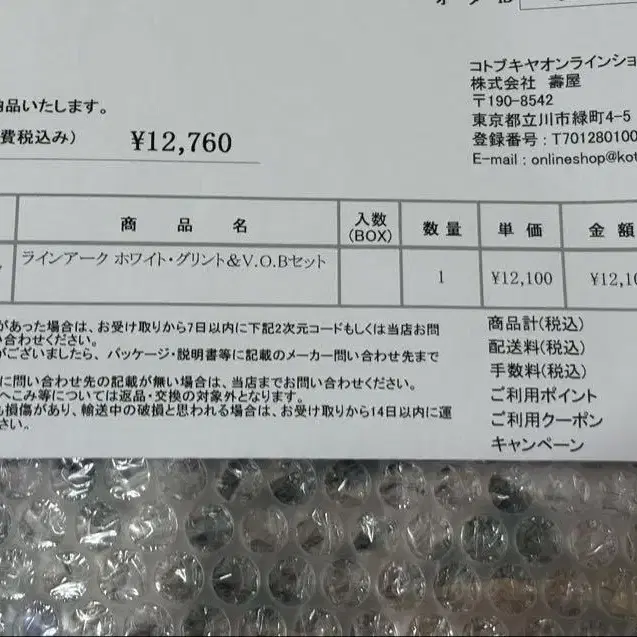 コトブキヤオンラインショ
株式会社 壽屋
〒190-8542
東京都立川市緑町4-5
登録番号：T701280100
E-mail：onlineshop@kot
品いたします。
費税込み) ¥12,760
商 品 名 入数(BOX) 数 量 単 価 金 額
ラインアーク ホワイト・グリント＆V.O.Bセット 1 ¥12,100 ¥12,10
があった場合は、お受け取りから7日以内に下記2次元コードもしくは当店お問
い合わせください。
がございましたら、パッケージ・説明書等に記載のメーカー問い合わせ先まで
に問い合わせ先の記載が無い場合は、当店までお問い合わせください。
へこみ等については返品・交換の対象外となります。
も損傷があり、輸送中の破損と思われる場合は、お受け取りから14日以内に運
さい。
商品計(税込)
配送料(税込)
手数料(税込)
ご利用ポイント
ご利用クーポン
キャンペーン